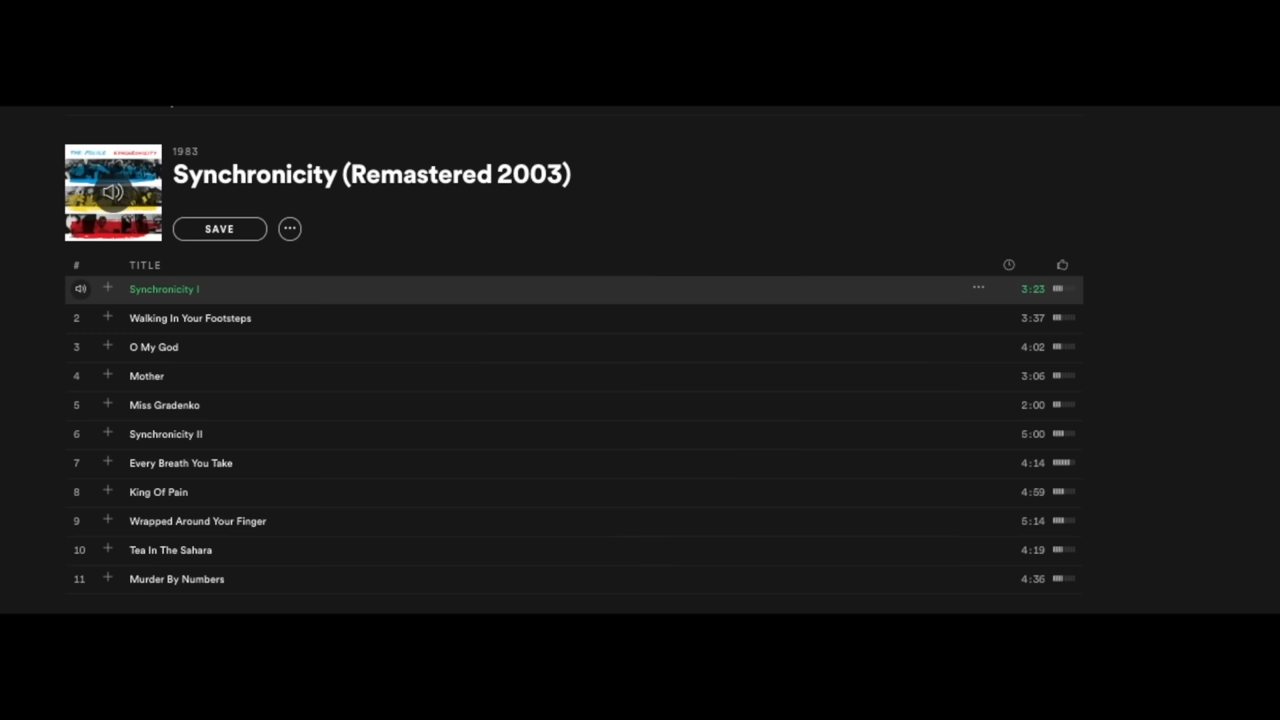 THE POLICE SYNCHRONICITY
1983
Synchronicity (Remastered 2003)
SAVE
# TITLE
Synchronicity I 3:23
2 Walking In Your Footsteps 3:37
3 O My God 4:02
4 Mother 3:06
5 Miss Gradenko 2:00
6 Synchronicity II 5:00
7 Every Breath You Take 4:14
8 King Of Pain 4:59
9 Wrapped Around Your Finger 5:14
10 Tea In The Sahara 4:19
11 Murder By Numbers 4:36